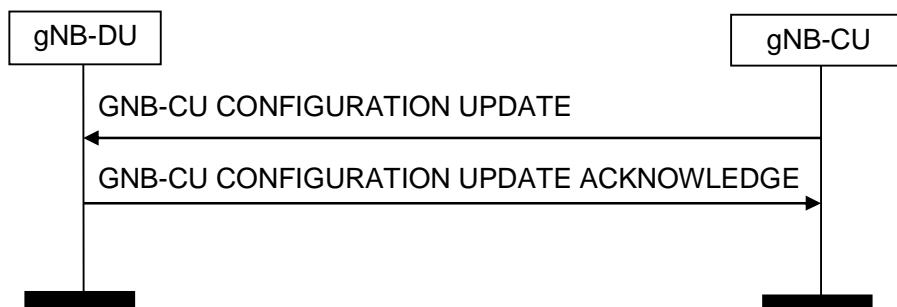 gNB-DU
gNB-CU
GNB-CU CONFIGURATION UPDATE
GNB-CU CONFIGURATION UPDATE ACKNOWLEDGE